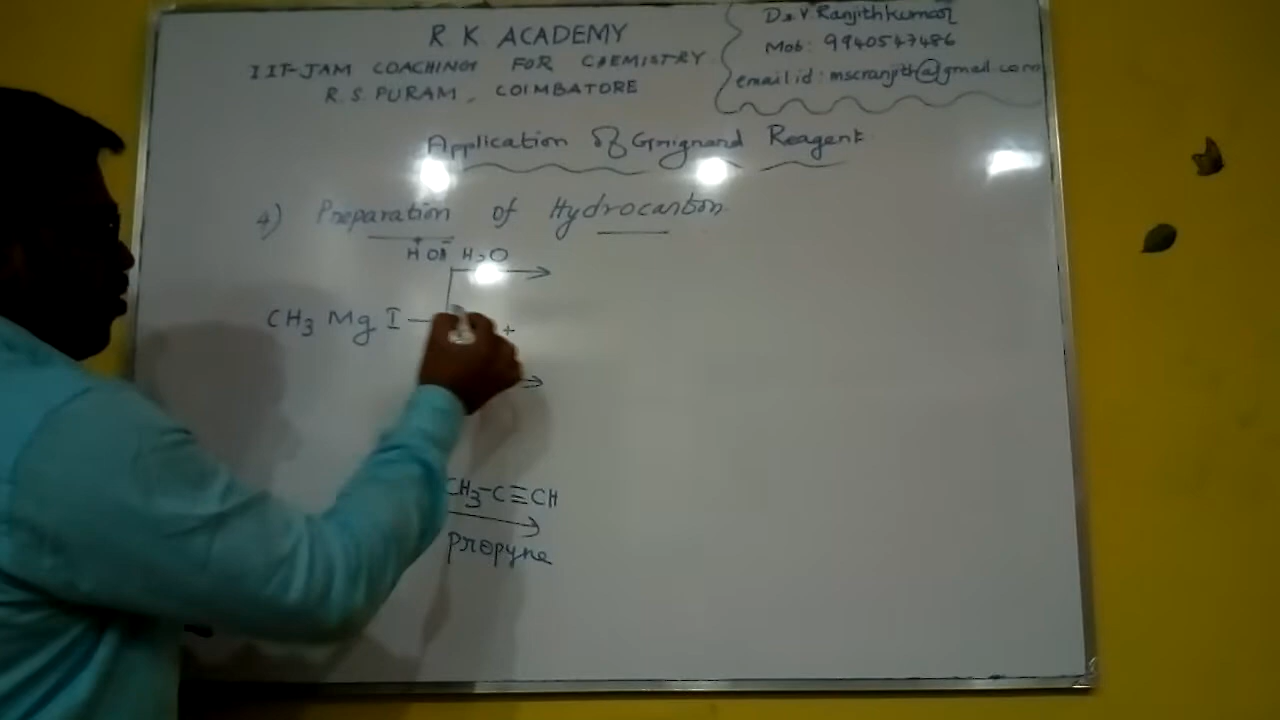 R K ACADEMY
IIT-JAM COACHING FOR CHEMISTRY
R.S. PURAM, COIMBATORE
Dr V Ranjithkumar
Mob: 9940547486
email id: mscranjith@gmail.com
Application of Grignard Reagent
4) Preparation of Hydrocarbon
H⁺ OH⁻ H₂O
CH₃ Mg I
+
CH₃-C≡CH
propyne